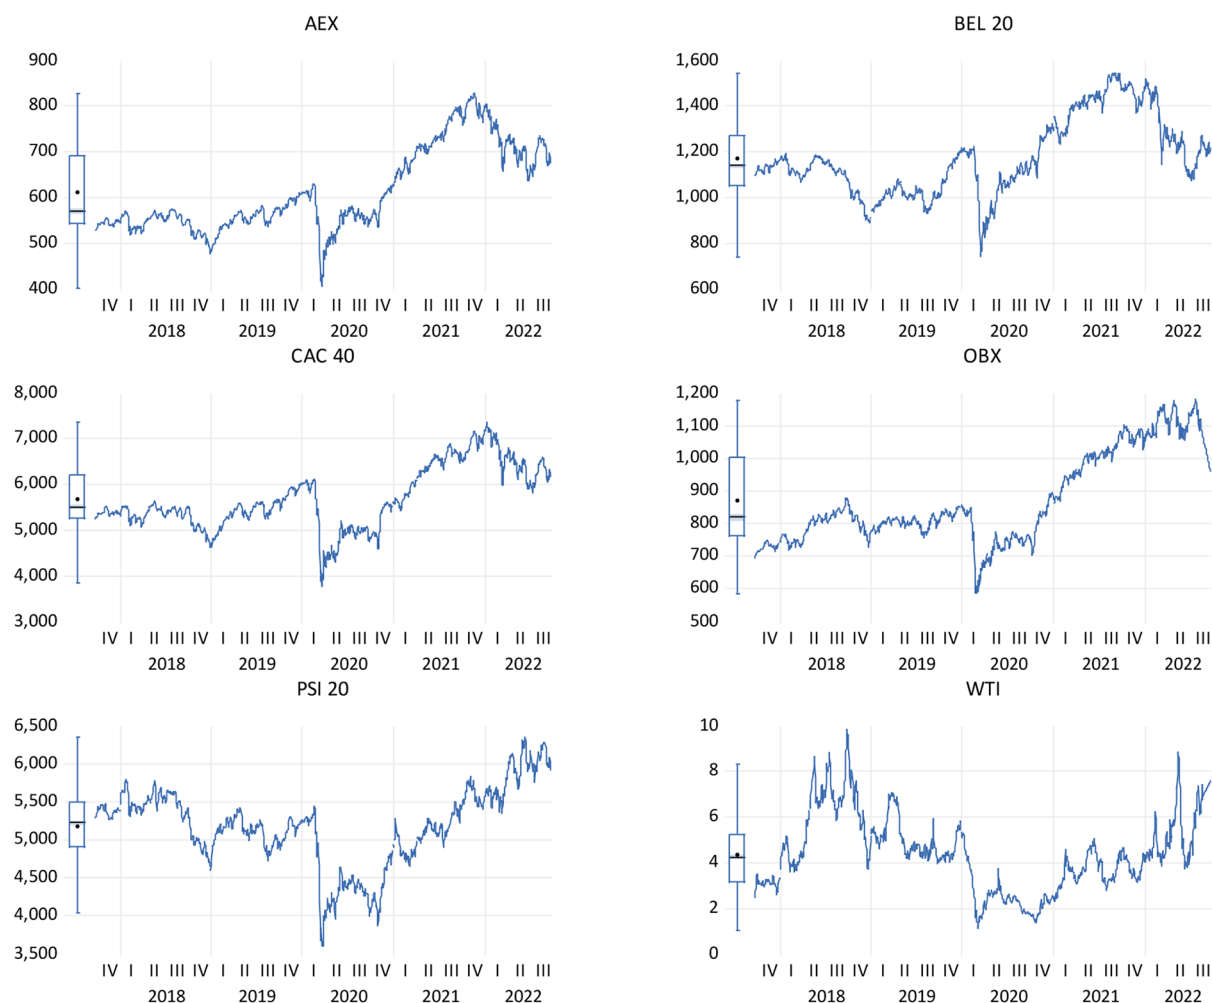 AEX
900
800
700
600
500
400
IV I II III IV I II III IV I II III IV I II III IV I II III
2018 2019 2020 2021 2022
BEL 20
1,600
1,400
1,200
1,000
800
600
IV I II III IV I II III IV I II III IV I II III IV I II III
2018 2019 2020 2021 2022
CAC 40
8,000
7,000
6,000
5,000
4,000
3,000
IV I II III IV I II III IV I II III IV I II III IV I II III
2018 2019 2020 2021 2022
OBX
1,200
1,100
1,000
900
800
700
600
500
IV I II III IV I II III IV I II III IV I II III IV I II III
2018 2019 2020 2021 2022
PSI 20
6,500
6,000
5,500
5,000
4,500
4,000
3,500
IV I II III IV I II III IV I II III IV I II III IV I II III
2018 2019 2020 2021 2022
WTI
10
8
6
4
2
0
IV I II III IV I II III IV I II III IV I II III IV I II III
2018 2019 2020 2021 2022